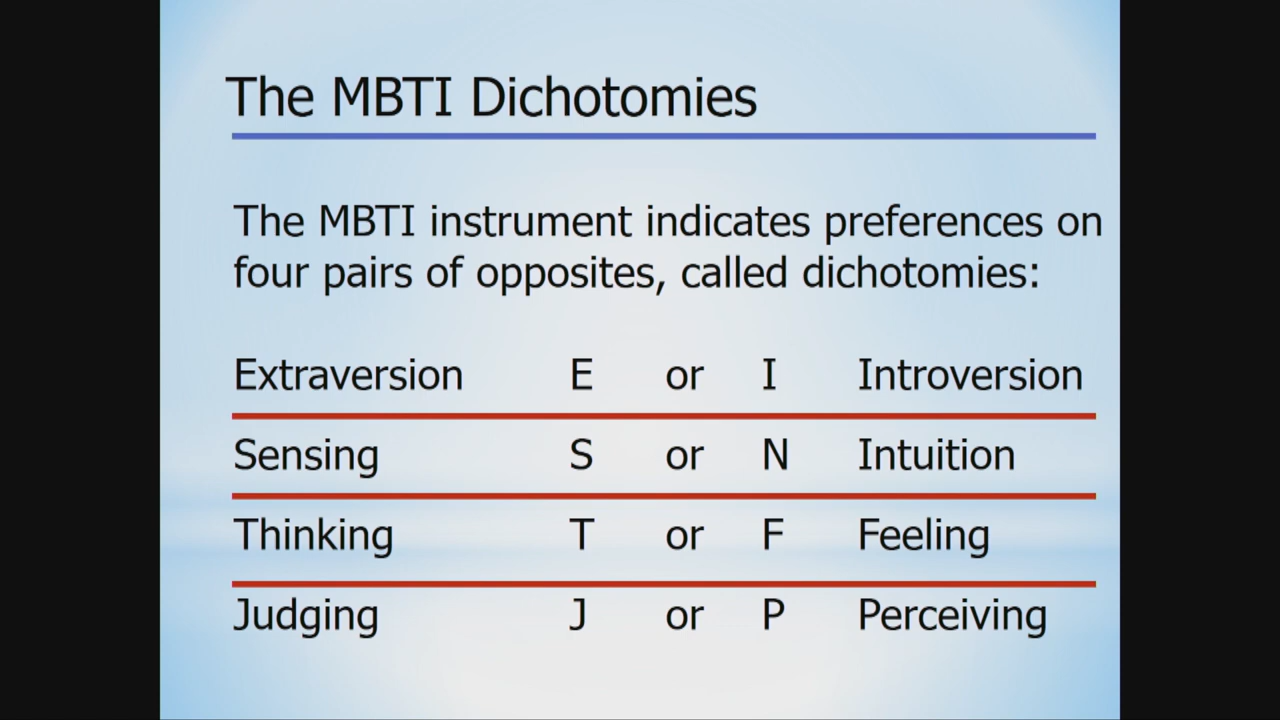 The MBTI Dichotomies
The MBTI instrument indicates preferences on
four pairs of opposites, called dichotomies:
Extraversion E or I Introversion
Sensing S or N Intuition
Thinking T or F Feeling
Judging J or P Perceiving